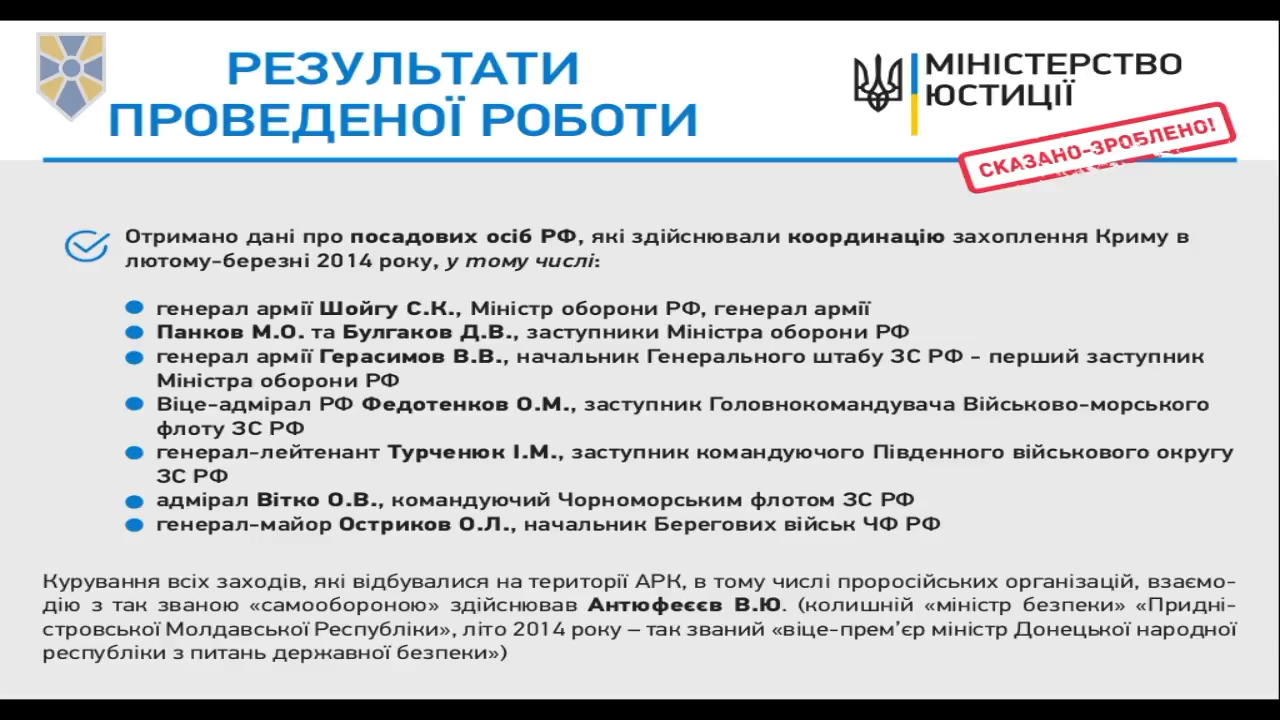 РЕЗУЛЬТАТИ
ПРОВЕДЕНОЇ РОБОТИ
МІНІСТЕРСТВО
ЮСТИЦІЇ
СКАЗАНО-ЗРОБЛЕНО!
Отримано дані про посадових осіб РФ, які здійснювали координацію захоплення Криму в
лютому-березні 2014 року, у тому числі:
генерал армії Шойгу С.К., Міністр оборони РФ, генерал армії
Панков М.О. та Булгаков Д.В., заступники Міністра оборони РФ
генерал армії Герасимов В.В., начальник Генерального штабу ЗС РФ - перший заступник
Міністра оборони РФ
Віце-адмірал РФ Федотенков О.М., заступник Головнокомандувача Військово-морського
флоту ЗС РФ
генерал-лейтенант Турченюк І.М., заступник командуючого Південного військового округу
ЗС РФ
адмірал Вітко О.В., командуючий Чорноморським флотом ЗС РФ
генерал-майор Остриков О.Л., начальник Берегових військ ЧФ РФ
Курування всіх заходів, які відбувалися на території АРК, в тому числі проросійських організацій, взаємо-
дію з так званою «самообороною» здійснював Антюфеєєв В.Ю. (колишній «міністр безпеки» «Придні-
стровської Молдавської Республіки», літо 2014 року – так званий «віце-прем’єр міністр Донецької народної
республіки з питань державної безпеки»)